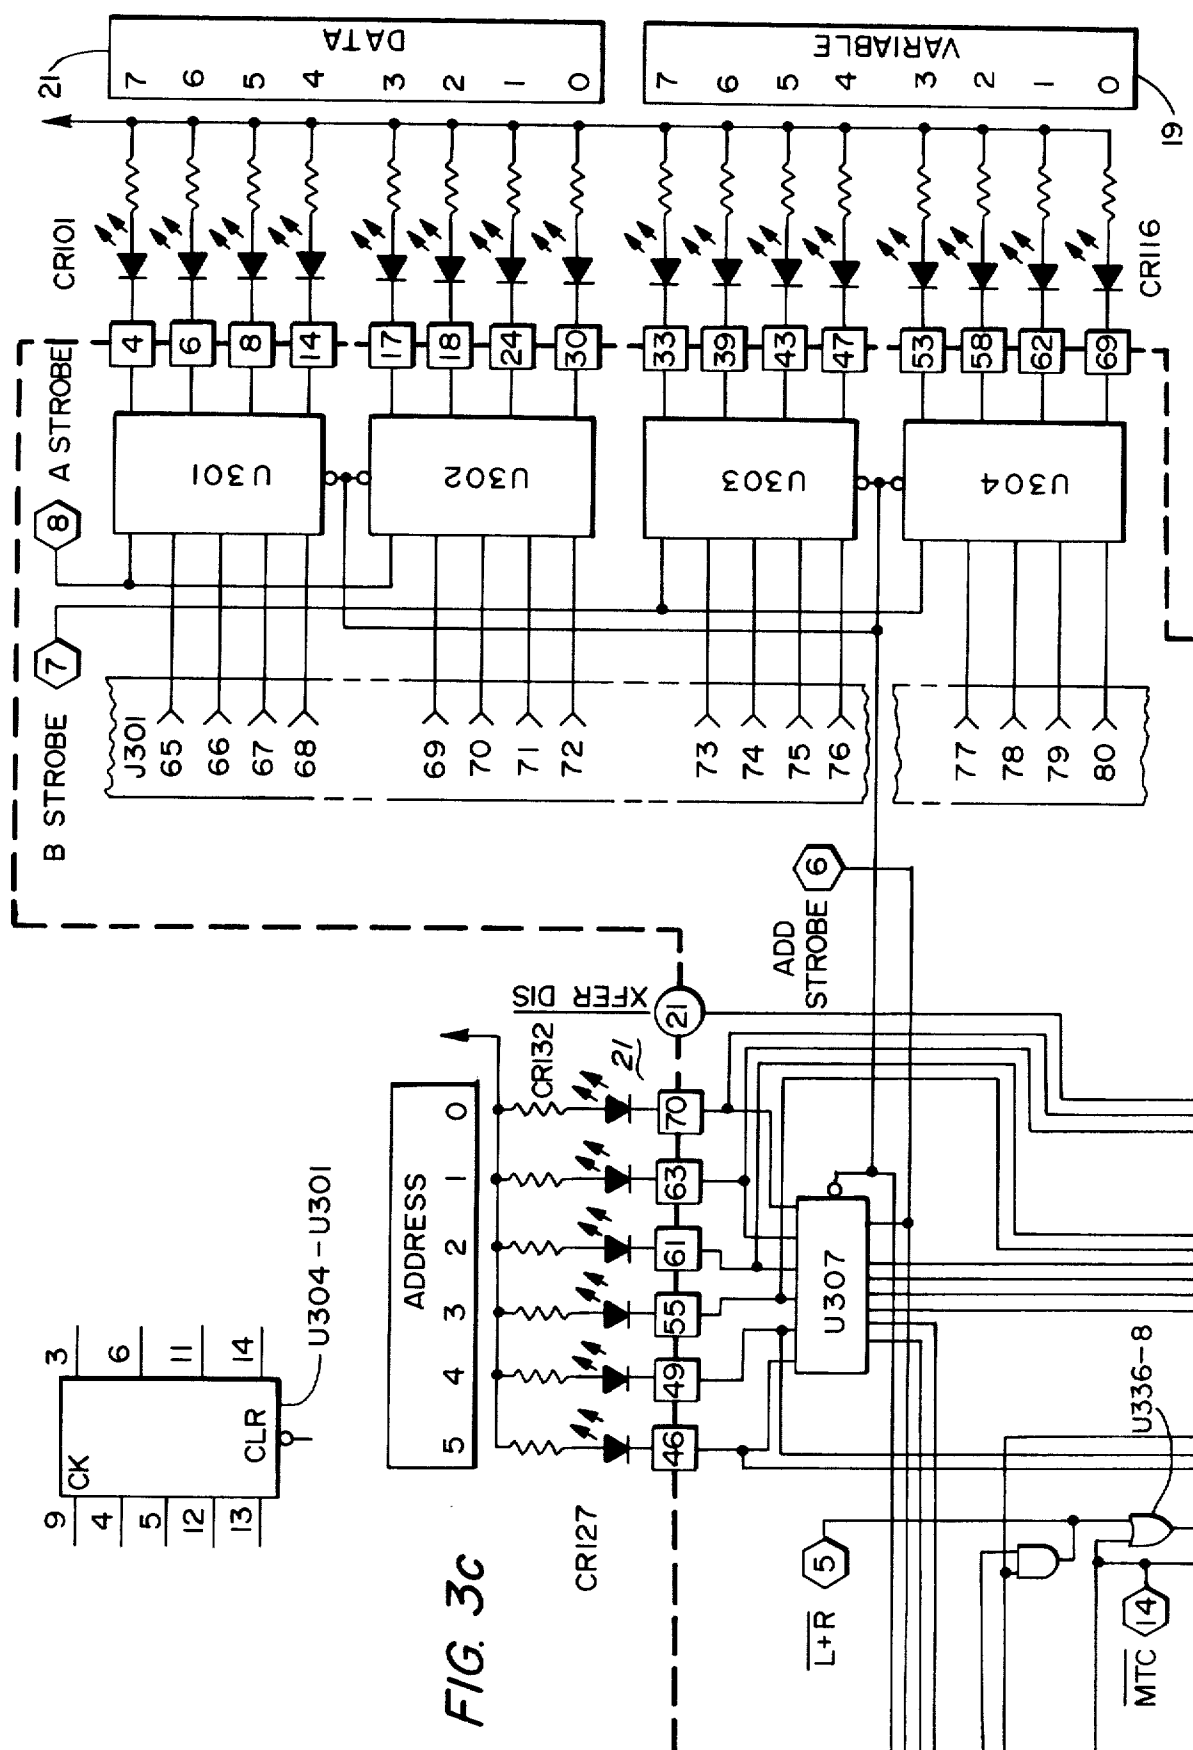 21
DATA
7 6 5 4 3 2 1 0
VARIABLE
7 6 5 4 3 2 1 0
19
CR101
CR116
4 6 8 14 17 18 24 30 33 39 43 47 53 58 62 69
8 A STROBE
U301
U302
U303
U304
B STROBE 7
J301
65 66 67 68 69 70 71 72 73 74 75 76 77 78 79 80
ADD
STROBE 6
XFER DIS
21
CR132
21
ADDRESS
5 4 3 2 1 0
46 49 55 61 63 70
CR127
U307
9
4
5
12
13
CK
CLR
3
6
11
14
U304-U301
FIG. 3c
L+R 5
MTC 14
U336-8